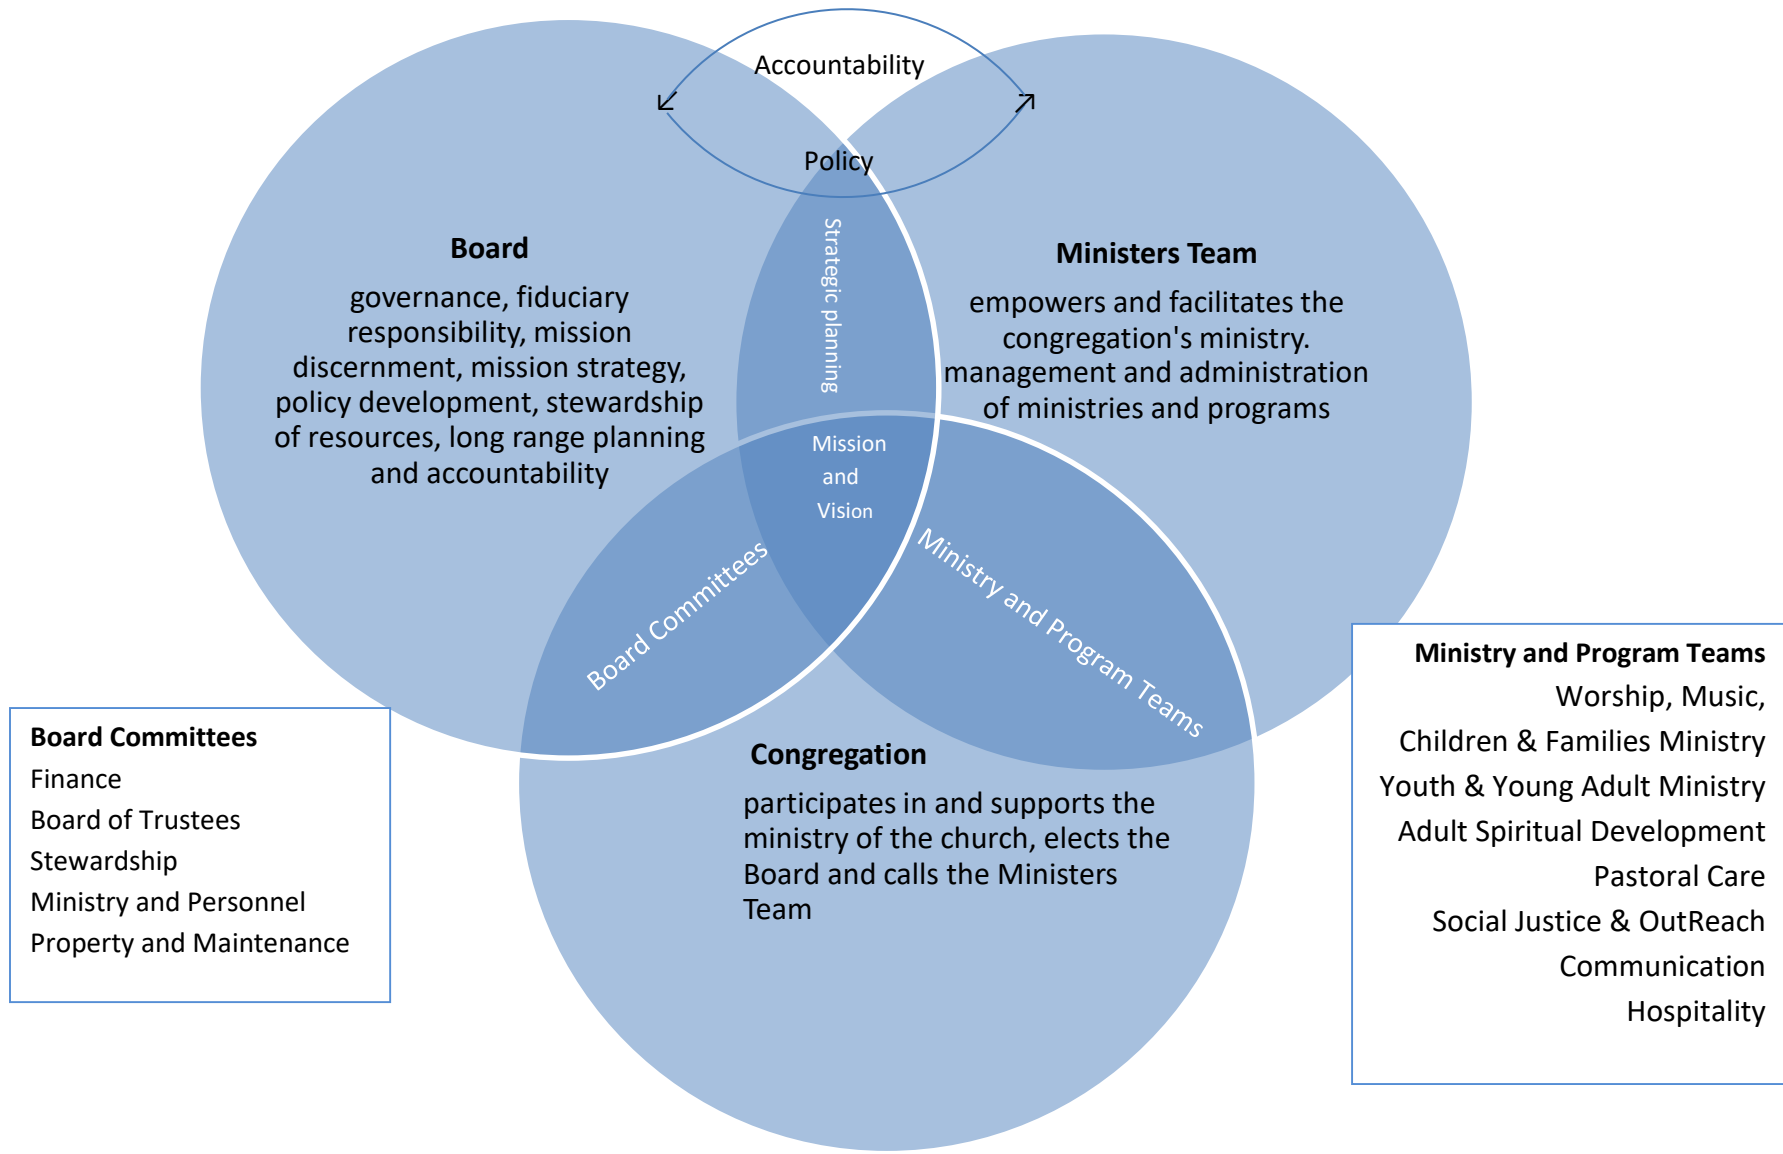 Accountability
Policy
Strategic planning
Board
governance, fiduciary
responsibility, mission
discernment, mission strategy,
policy development, stewardship
of resources, long range planning
and accountability
Ministers Team
empowers and facilitates the
congregation's ministry.
management and administration
of ministries and programs
Mission
and
Vision
Board Committees
Ministry and Program Teams
Congregation
participates in and supports the
ministry of the church, elects the
Board and calls the Ministers
Team
Board Committees
Finance
Board of Trustees
Stewardship
Ministry and Personnel
Property and Maintenance
Ministry and Program Teams
Worship, Music,
Children & Families Ministry
Youth & Young Adult Ministry
Adult Spiritual Development
Pastoral Care
Social Justice & OutReach
Communication
Hospitality